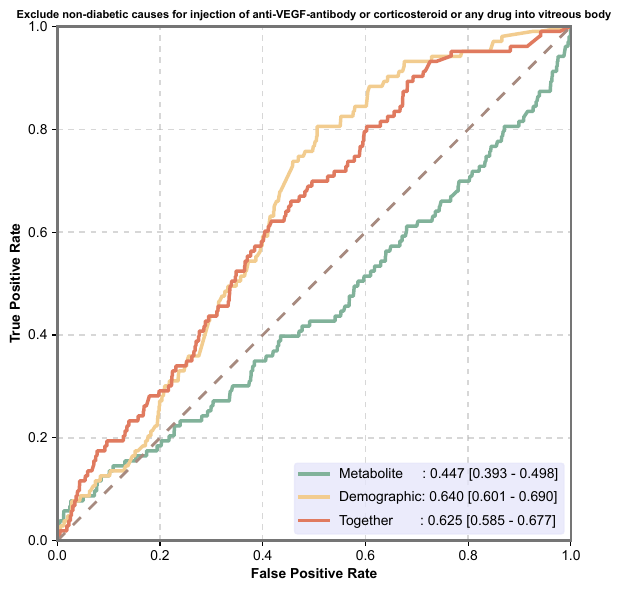 Exclude non-diabetic causes for injection of anti-VEGF-antibody or corticosteroid or any drug into vitreous body
1.0
0.8
0.6
0.4
0.2
0.0
True Positive Rate
Metabolite : 0.447 [0.393 - 0.498]
Demographic: 0.640 [0.601 - 0.690]
Together : 0.625 [0.585 - 0.677]
0.0 0.2 0.4 0.6 0.8 1.0
False Positive Rate